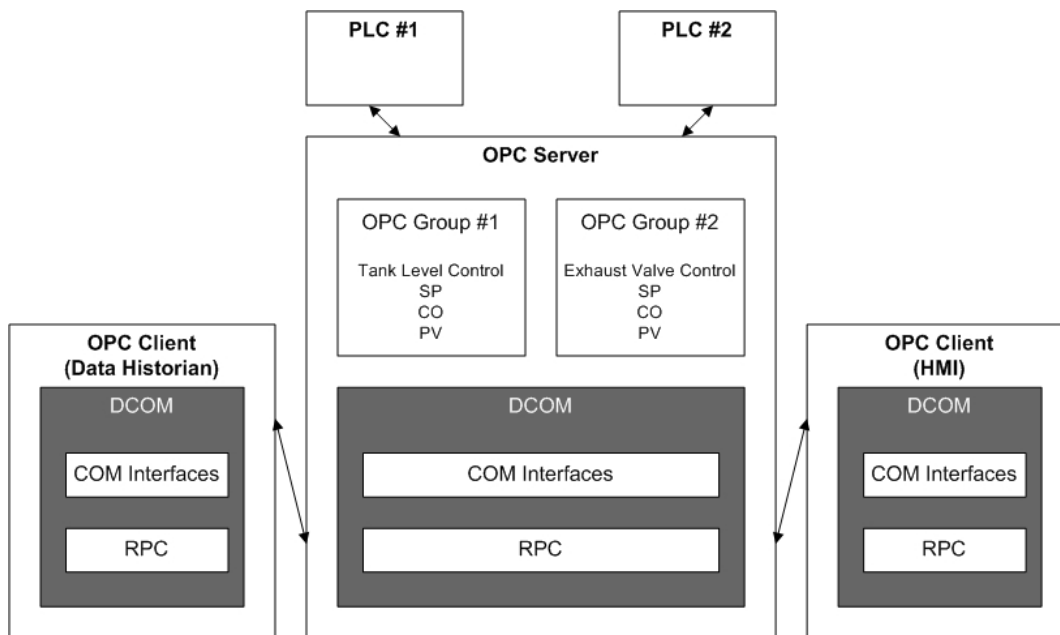 PLC #1
PLC #2
OPC Server
OPC Group #1
Tank Level Control
SP
CO
PV
OPC Group #2
Exhaust Valve Control
SP
CO
PV
OPC Client
(Data Historian)
DCOM
COM Interfaces
RPC
DCOM
COM Interfaces
RPC
OPC Client
(HMI)
DCOM
COM Interfaces
RPC